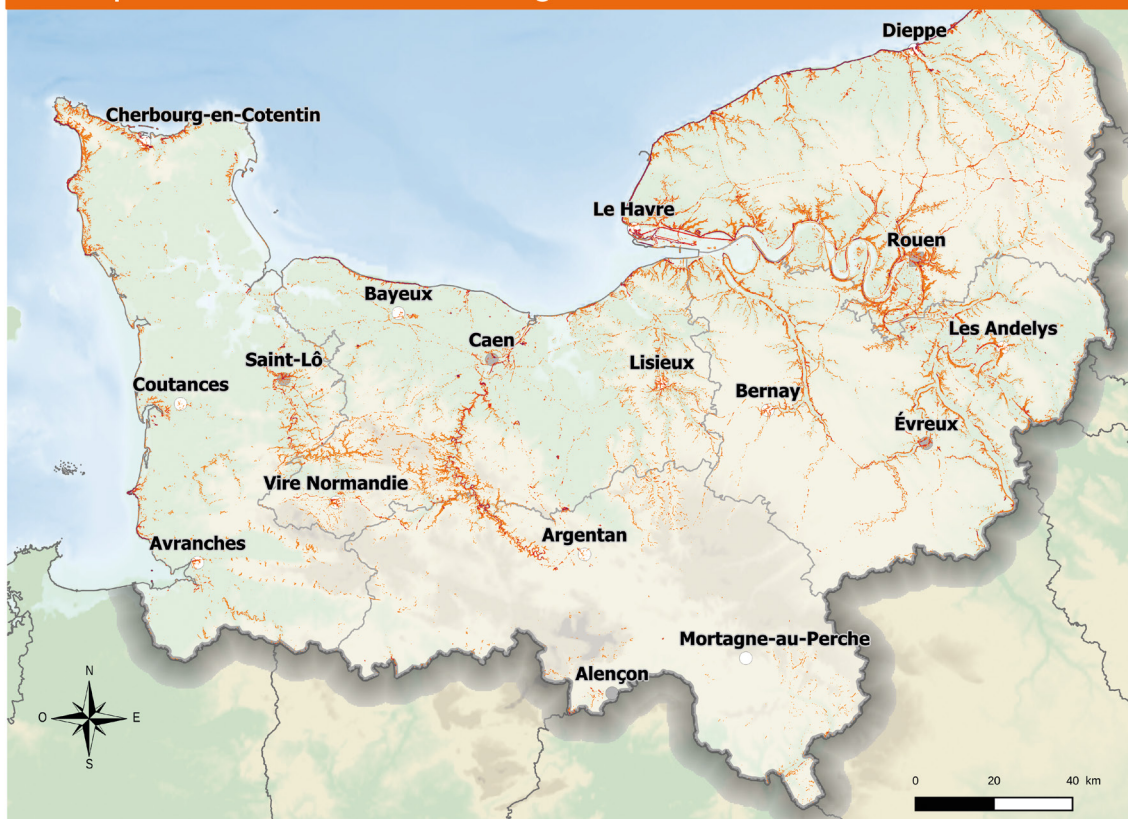 Dieppe
Cherbourg-en-Cotentin
Le Havre
Rouen
Bayeux
Caen
Les Andelys
Saint-Lô
Lisieux
Coutances
Bernay
Évreux
Vire Normandie
Argentan
Avranches
Mortagne-au-Perche
Alençon
N
O E
S
0 20 40 km